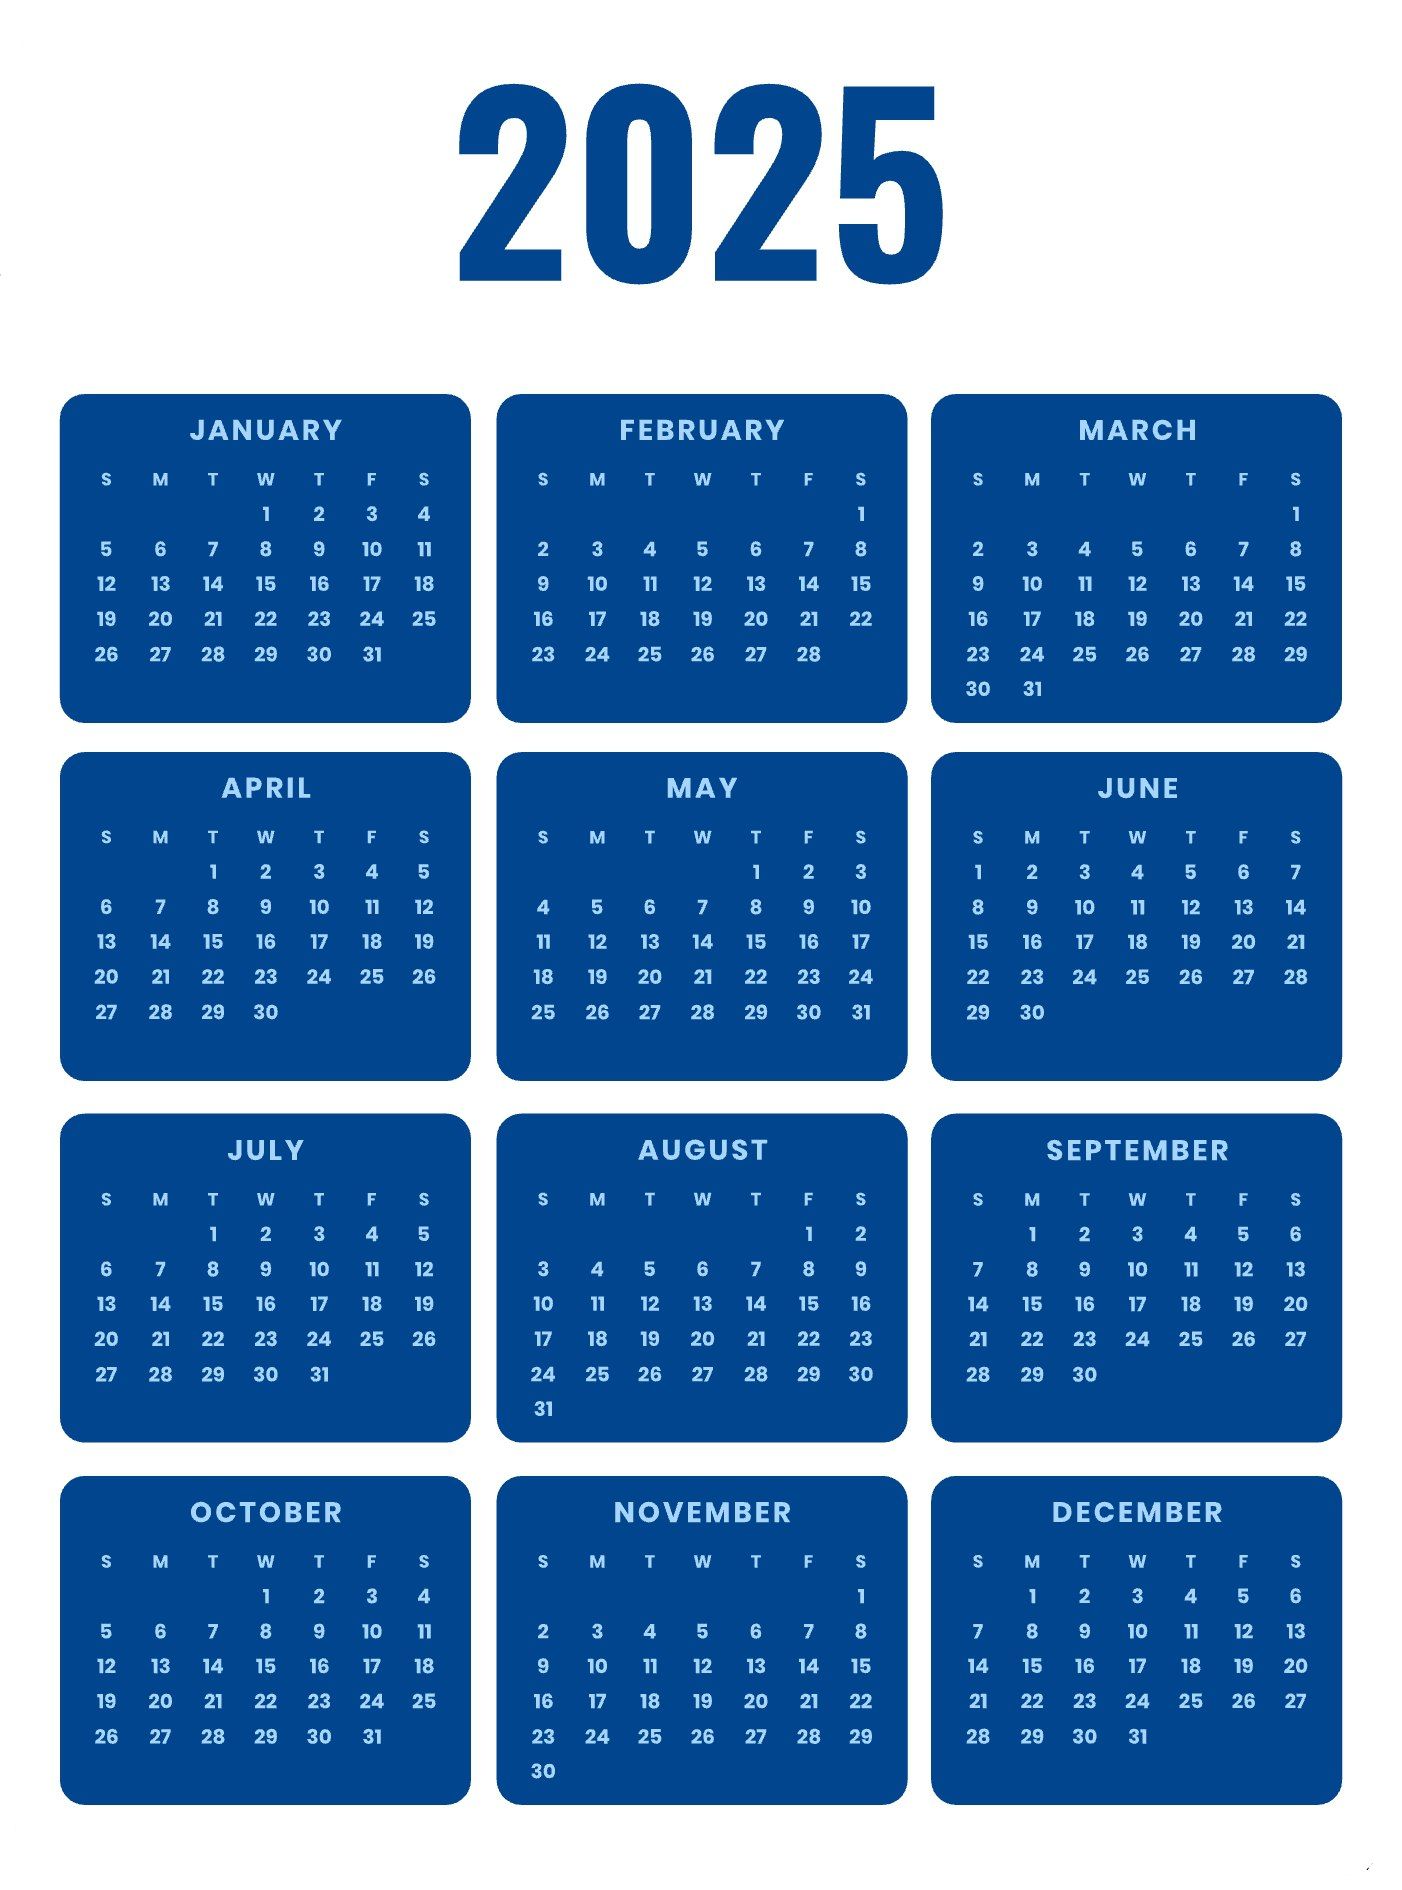 2025
JANUARY
S M T W T F S
1 2 3 4
5 6 7 8 9 10 11
12 13 14 15 16 17 18
19 20 21 22 23 24 25
26 27 28 29 30 31
FEBRUARY
S M T W T F S
1
2 3 4 5 6 7 8
9 10 11 12 13 14 15
16 17 18 19 20 21 22
23 24 25 26 27 28
MARCH
S M T W T F S
1
2 3 4 5 6 7 8
9 10 11 12 13 14 15
16 17 18 19 20 21 22
23 24 25 26 27 28 29
30 31
APRIL
S M T W T F S
1 2 3 4 5
6 7 8 9 10 11 12
13 14 15 16 17 18 19
20 21 22 23 24 25 26
27 28 29 30
MAY
S M T W T F S
1 2 3
4 5 6 7 8 9 10
11 12 13 14 15 16 17
18 19 20 21 22 23 24
25 26 27 28 29 30 31
JUNE
S M T W T F S
1 2 3 4 5 6 7
8 9 10 11 12 13 14
15 16 17 18 19 20 21
22 23 24 25 26 27 28
29 30
JULY
S M T W T F S
1 2 3 4 5
6 7 8 9 10 11 12
13 14 15 16 17 18 19
20 21 22 23 24 25 26
27 28 29 30 31
AUGUST
S M T W T F S
1 2
3 4 5 6 7 8 9
10 11 12 13 14 15 16
17 18 19 20 21 22 23
24 25 26 27 28 29 30
31
SEPTEMBER
S M T W T F S
1 2 3 4 5 6
7 8 9 10 11 12 13
14 15 16 17 18 19 20
21 22 23 24 25 26 27
28 29 30
OCTOBER
S M T W T F S
1 2 3 4
5 6 7 8 9 10 11
12 13 14 15 16 17 18
19 20 21 22 23 24 25
26 27 28 29 30 31
NOVEMBER
S M T W T F S
1
2 3 4 5 6 7 8
9 10 11 12 13 14 15
16 17 18 19 20 21 22
23 24 25 26 27 28 29
30
DECEMBER
S M T W T F S
1 2 3 4 5 6
7 8 9 10 11 12 13
14 15 16 17 18 19 20
21 22 23 24 25 26 27
28 29 30 31